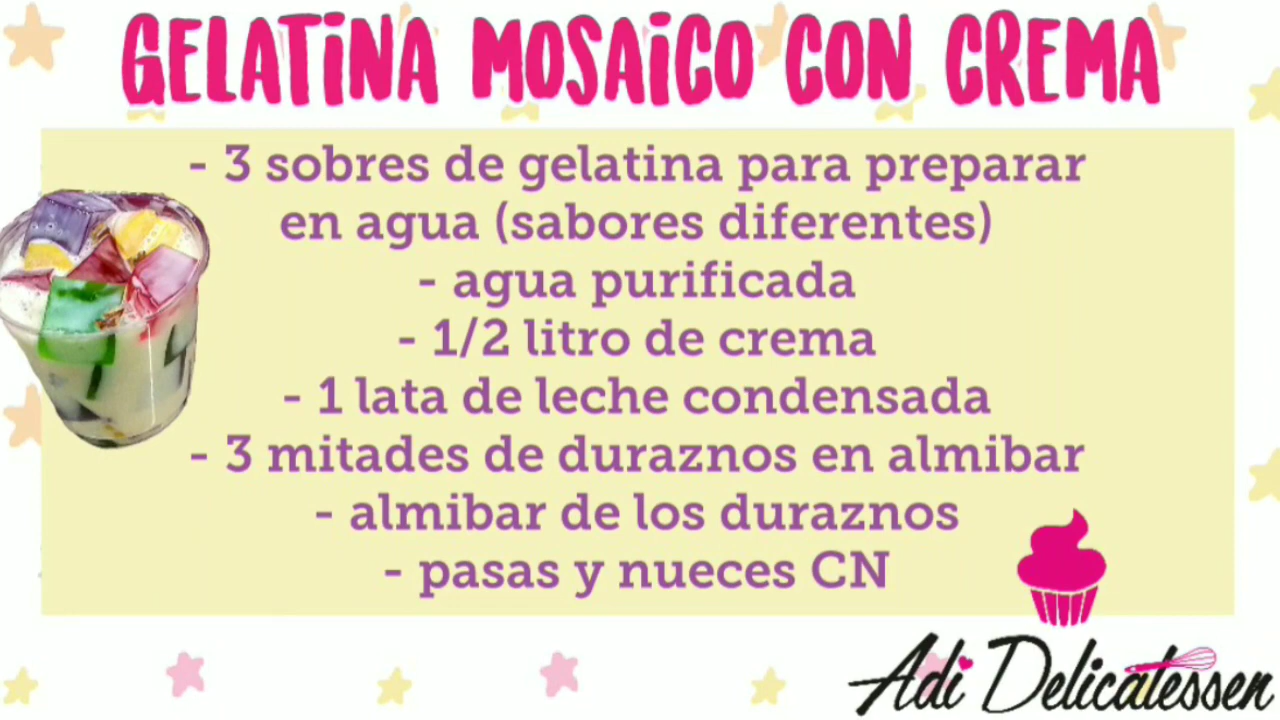 GELATINA MOSAICO CON CREMA
- 3 sobres de gelatina para preparar
en agua (sabores diferentes)
- agua purificada
- 1/2 litro de crema
- 1 lata de leche condensada
- 3 mitades de duraznos en almibar
- almibar de los duraznos
- pasas y nueces CN
Adi Delicatessen